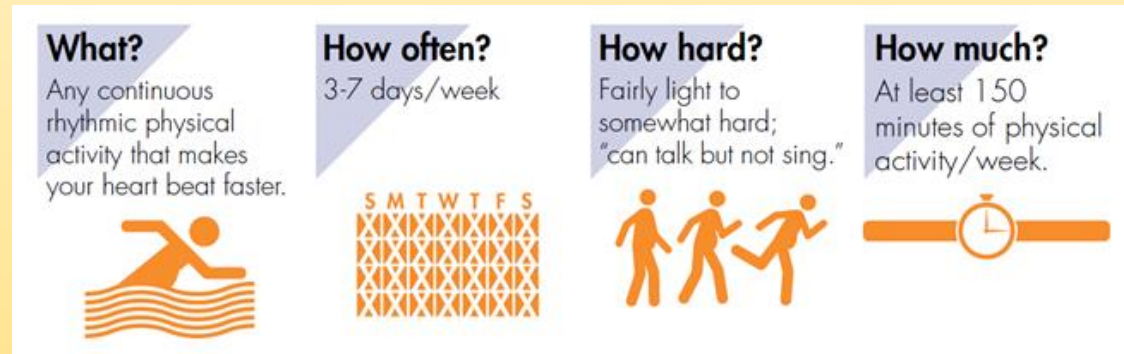 What?
Any continuous
rhythmic physical
activity that makes
your heart beat faster.
How often?
3-7 days/week
S M T W T F S
How hard?
Fairly light to
somewhat hard;
“can talk but not sing.”
How much?
At least 150
minutes of physical
activity/week.